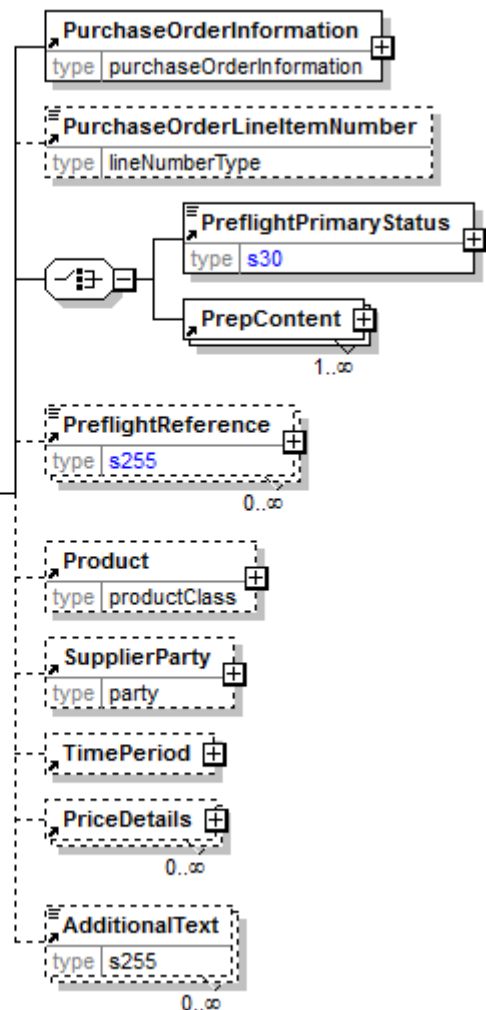 PurchaseOrderInformation
type purchaseOrderInformation
PurchaseOrderLineItemNumber
type lineNumberType
PreflightPrimaryStatus
type s30
PrepContent
1..∞
PreflightReference
type s255
0..∞
Product
type productClass
SupplierParty
type party
TimePeriod
PriceDetails
0..∞
AdditionalText
type s255
0..∞